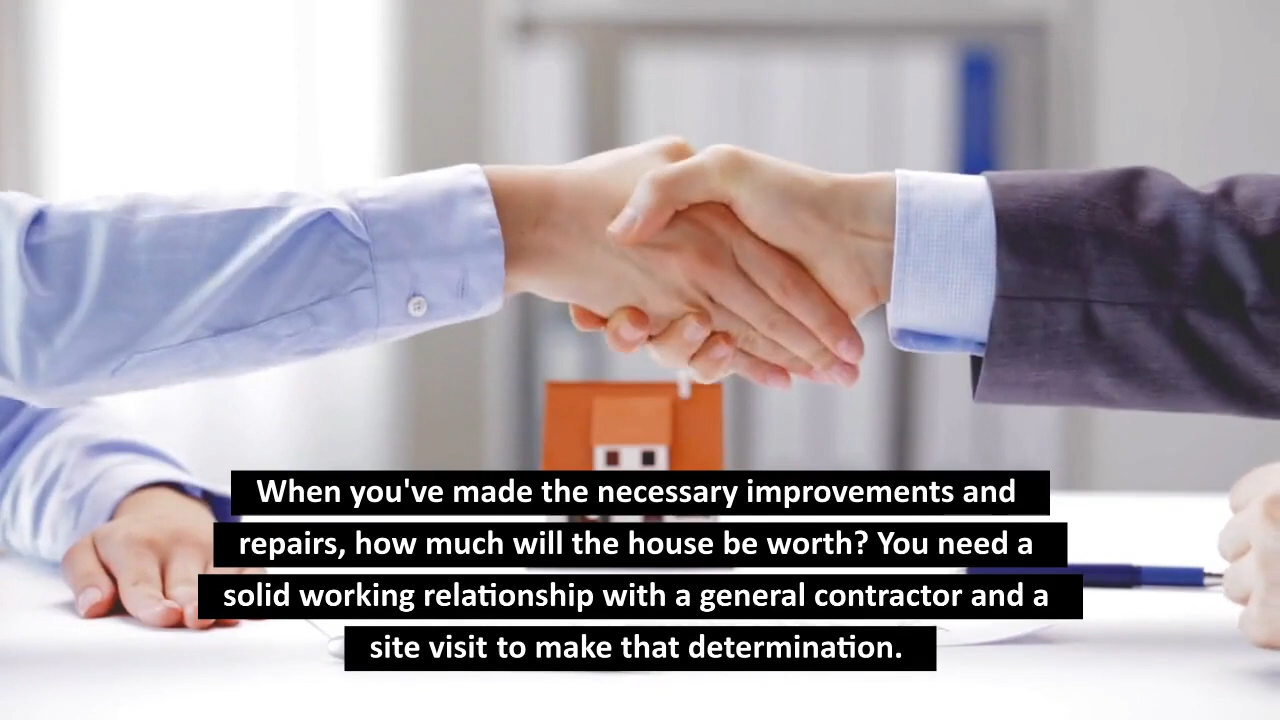 When you've made the necessary improvements and
repairs, how much will the house be worth? You need a
solid working relationship with a general contractor and a
site visit to make that determination.